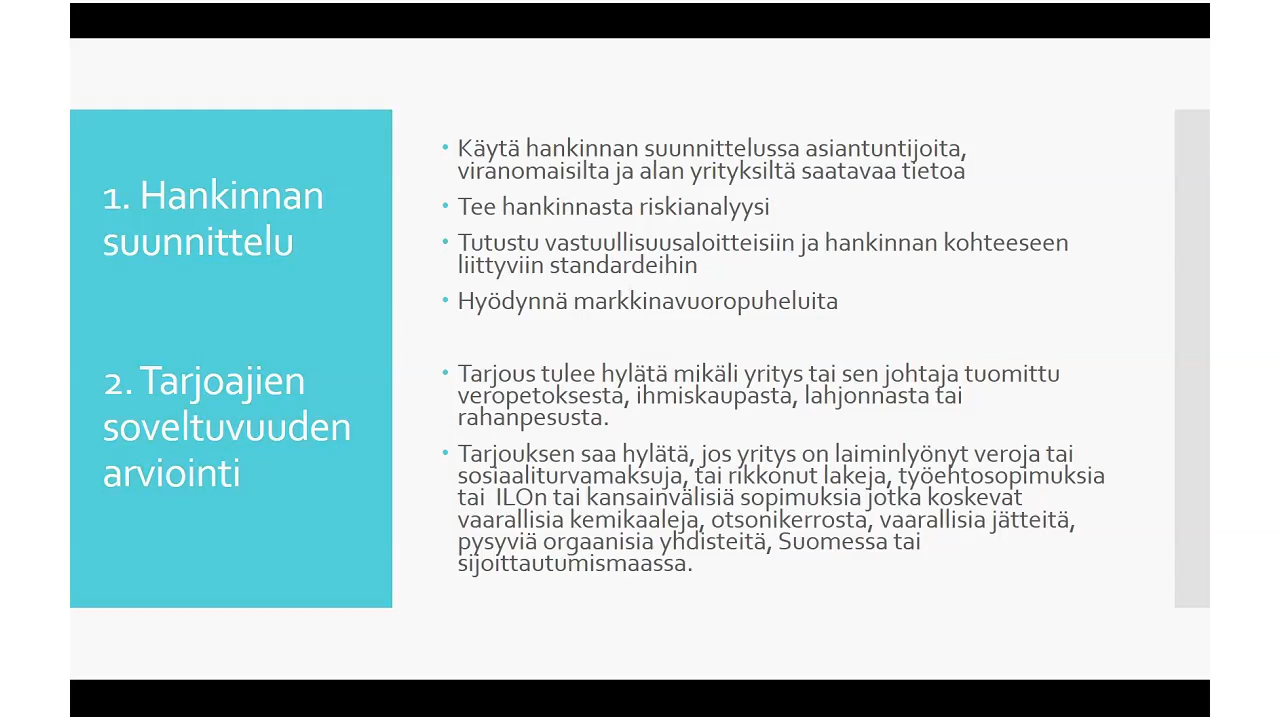 1. Hankinnan
suunnittelu
• Käytä hankinnan suunnittelussa asiantuntijoita,
viranomaisilta ja alan yrityksiltä saatavaa tietoa
• Tee hankinnasta riskianalyysi
• Tutustu vastuullisuusaloitteisiin ja hankinnan kohteeseen
liittyviin standardeihin
• Hyödynnä markkinavuoropuheluita
2. Tarjoajien
soveltuvuuden
arviointi
• Tarjous tulee hylätä mikäli yritys tai sen johtaja tuomittu
veropetoksesta, ihmiskaupasta, lahjonnasta tai
rahanpesusta.
• Tarjouksen saa hylätä, jos yritys on laiminlyönyt veroja tai
sosiaaliturvamaksuja, tai rikkonut lakeja, työehtosopimuksia
tai ILOn tai kansainvälisiä sopimuksia jotka koskevat
vaarallisia kemikaaleja, otsonikerrosta, vaarallisia jätteitä,
pysyviä orgaanisia yhdisteitä, Suomessa tai
sijoittautumismaassa.